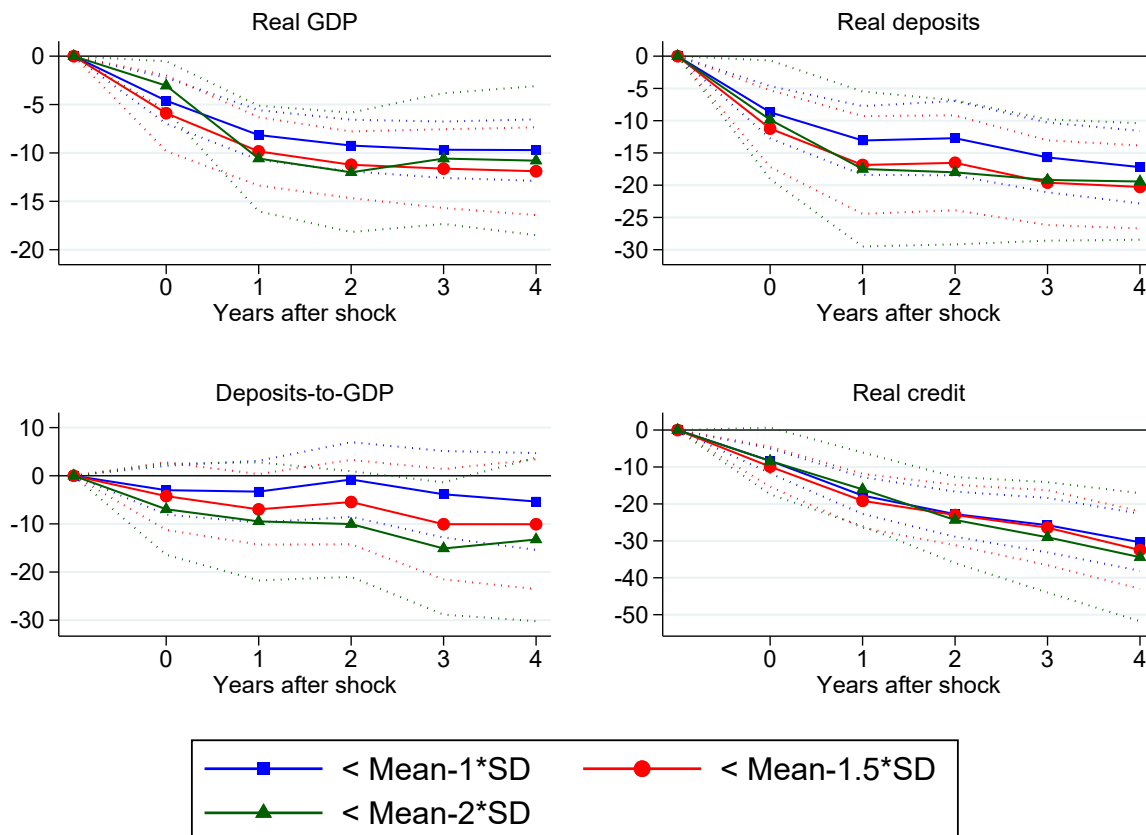 Real GDP
0
-5
-10
-15
-20
0 1 2 3 4
Years after shock
Real deposits
0
-5
-10
-15
-20
-25
-30
0 1 2 3 4
Years after shock
Deposits-to-GDP
10
0
-10
-20
-30
0 1 2 3 4
Years after shock
Real credit
0
-10
-20
-30
-40
-50
0 1 2 3 4
Years after shock
< Mean-1*SD
< Mean-1.5*SD
< Mean-2*SD